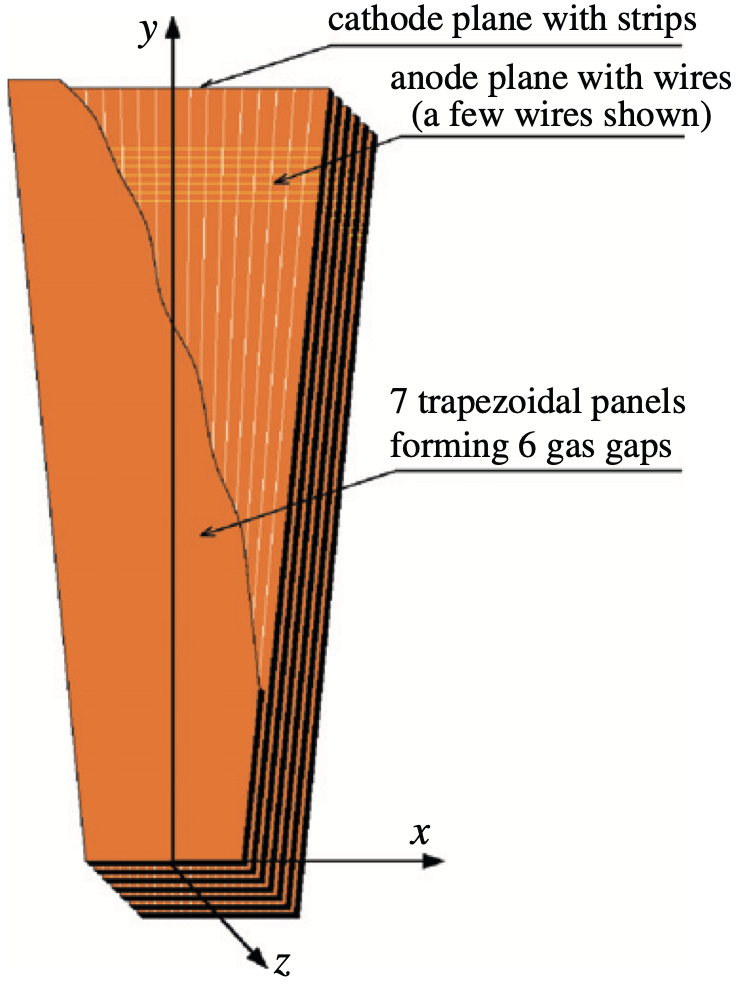 cathode plane with strips
y
anode plane with wires
(a few wires shown)
7 trapezoidal panels
forming 6 gas gaps
x
z